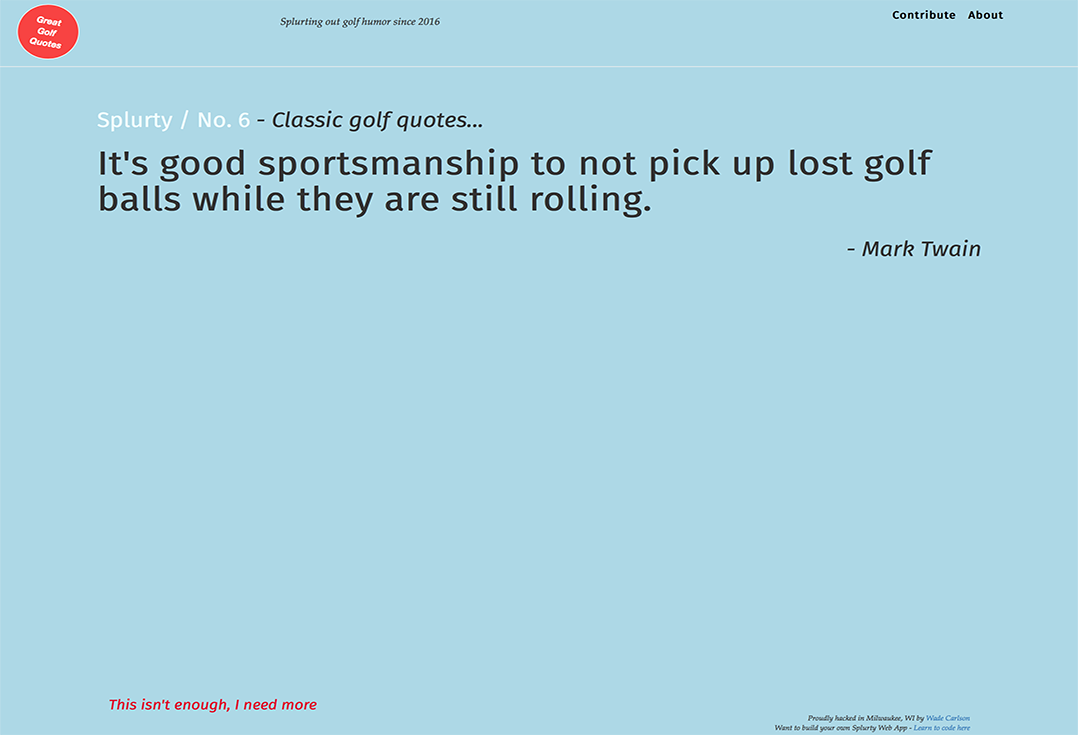 Great
Golf
Quotes
Splurting out golf humor since 2016
Contribute About
Splurty / No. 6 - Classic golf quotes...
It's good sportsmanship to not pick up lost golf
balls while they are still rolling.
- Mark Twain
This isn't enough, I need more
Proudly hacked in Milwaukee, WI by Wade Carlson
Want to build your own Splurty Web App - Learn to code here